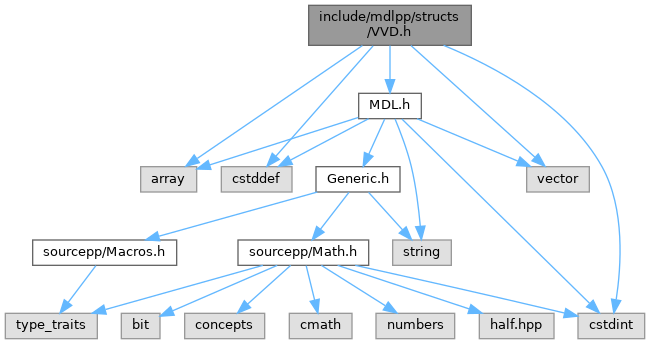 include/mdlpp/structs
/VVD.h
MDL.h
array
cstddef
Generic.h
vector
sourcepp/Macros.h
sourcepp/Math.h
string
type_traits
bit
concepts
cmath
numbers
half.hpp
cstdint